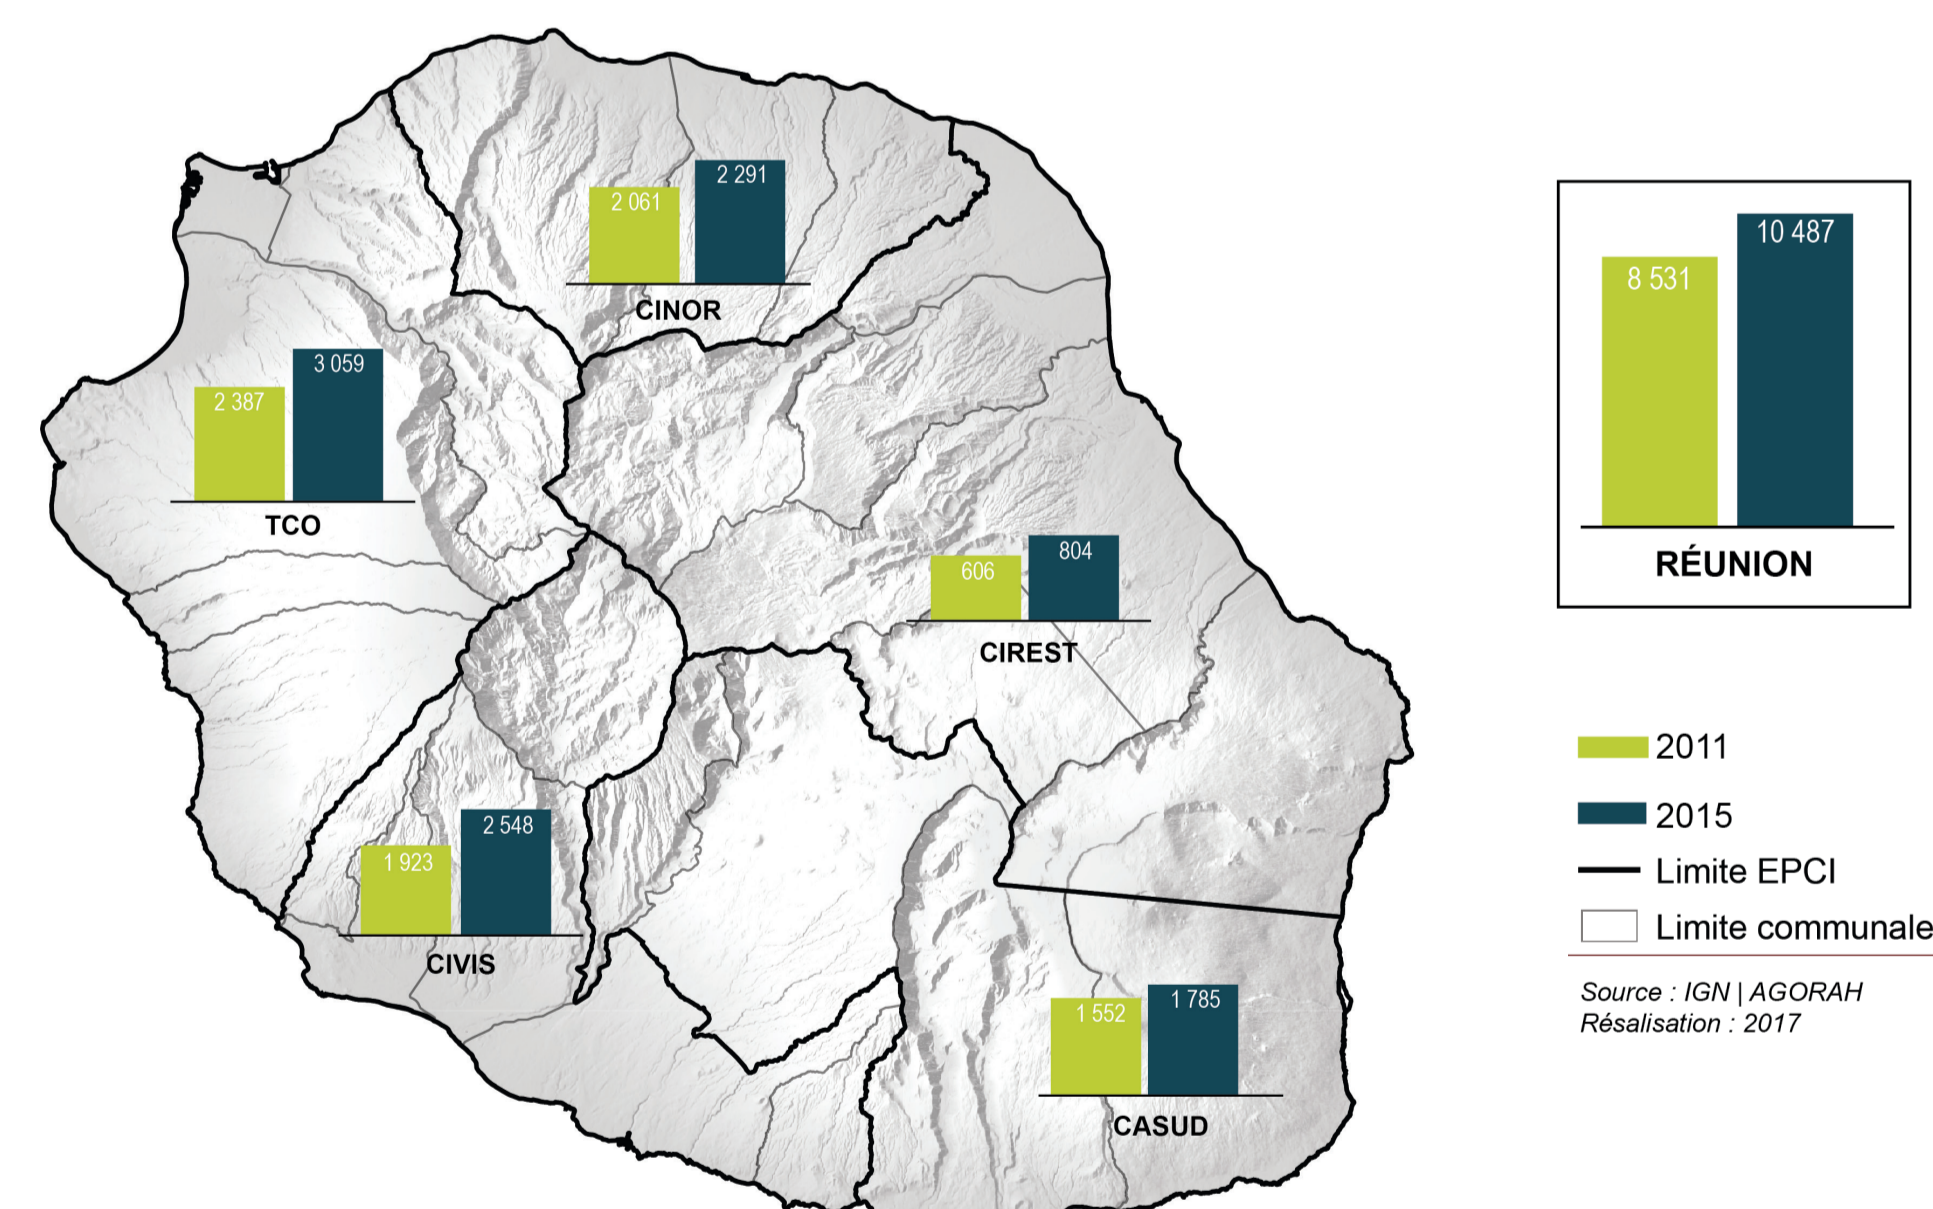 2 061
2 291
CINOR
2 387
3 059
TCO
606
804
CIREST
1 923
2 548
CIVIS
1 552
1 785
CASUD
8 531
10 487
RÉUNION
2011
2015
Limite EPCI
Limite communale
Source : IGN | AGORAH
Résalisation : 2017